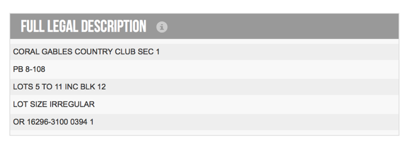 FULL LEGAL DESCRIPTION i
CORAL GABLES COUNTRY CLUB SEC 1
PB 8-108
LOTS 5 TO 11 INC BLK 12
LOT SIZE IRREGULAR
OR 16296-3100 0394 1